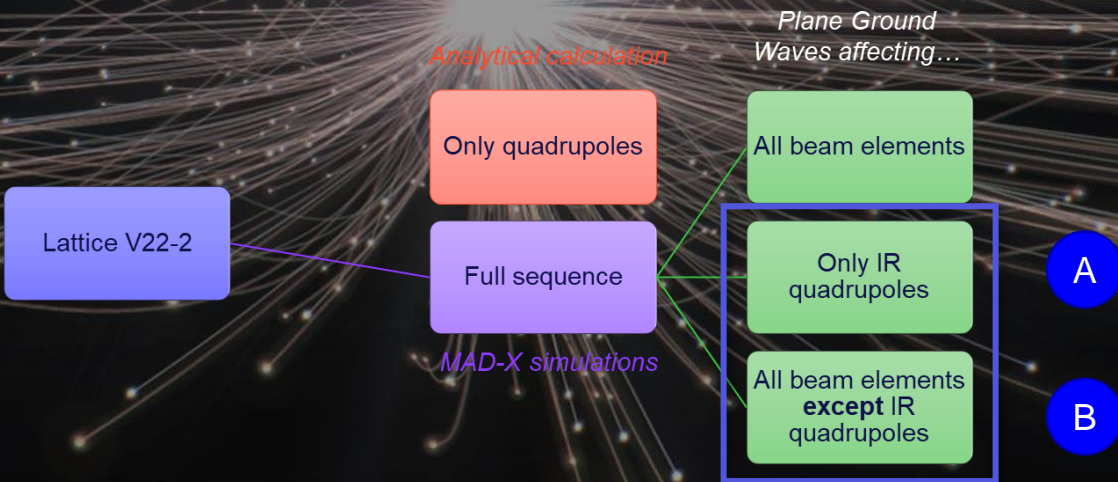 Plane Ground
Waves affecting…
Analytical calculation
Only quadrupoles
All beam elements
Lattice V22-2
Full sequence
Only IR
quadrupoles
A
MAD-X simulations
All beam elements
except IR
quadrupoles
B